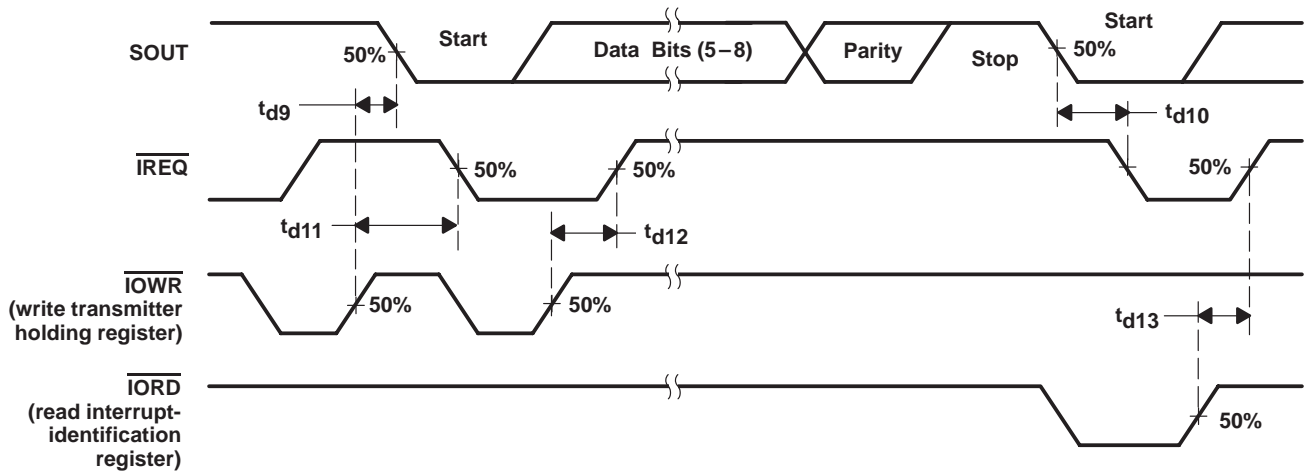 Start
Start
SOUT
50%
Data Bits (5–8)
Parity
Stop
50%
td9
td10
IREQ
50%
50%
50%
td11
td12
IOWR
(write transmitter
holding register)
50%
50%
td13
IORD
(read interrupt-
identification
register)
50%